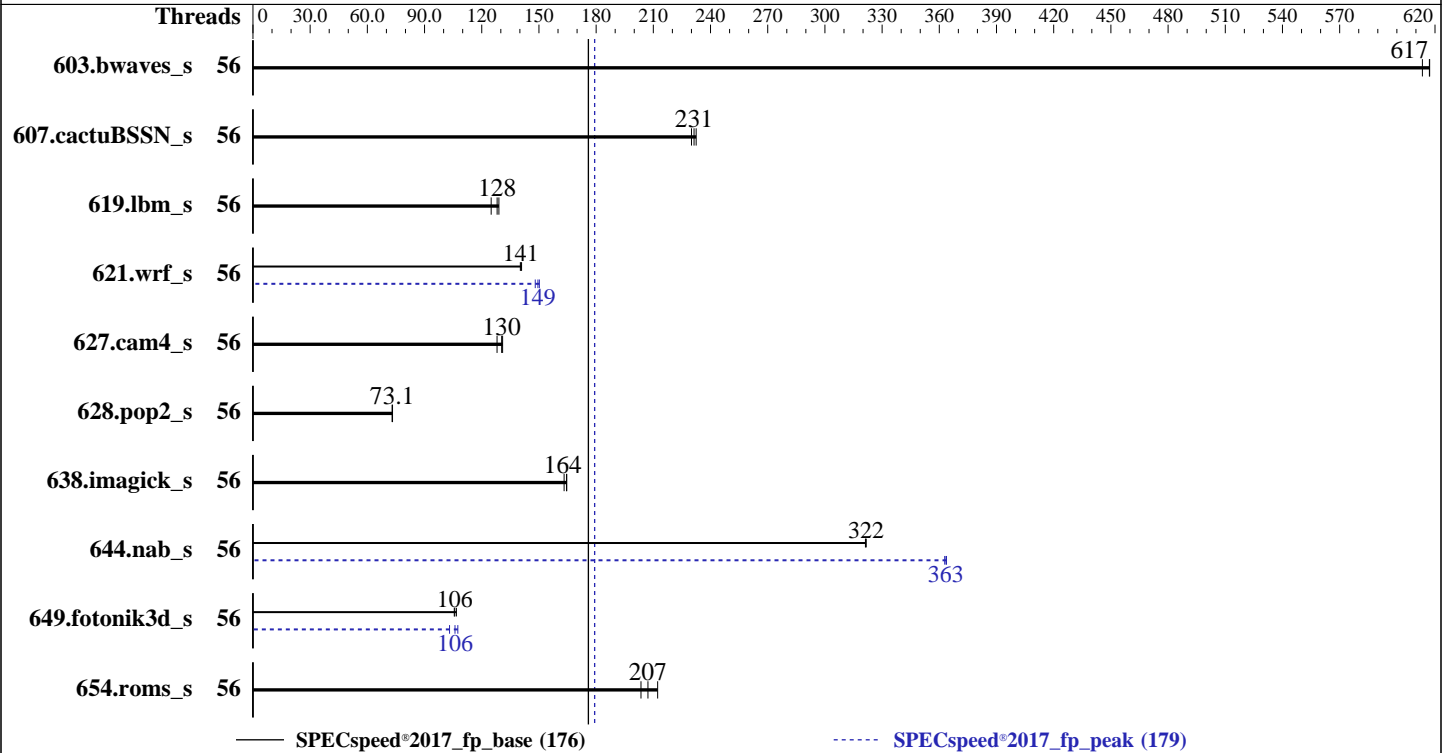 Threads 0 30.0 60.0 90.0 120 150 180 210 240 270 300 330 360 390 420 450 480 510 540 570 620
603.bwaves_s 56 617
607.cactuBSSN_s 56 231
619.lbm_s 56 128
621.wrf_s 56 141
149
627.cam4_s 56 130
628.pop2_s 56 73.1
638.imagick_s 56 164
644.nab_s 56 322
363
649.fotonik3d_s 56 106
106
654.roms_s 56 207
SPECspeed®2017_fp_base (176) SPECspeed®2017_fp_peak (179)